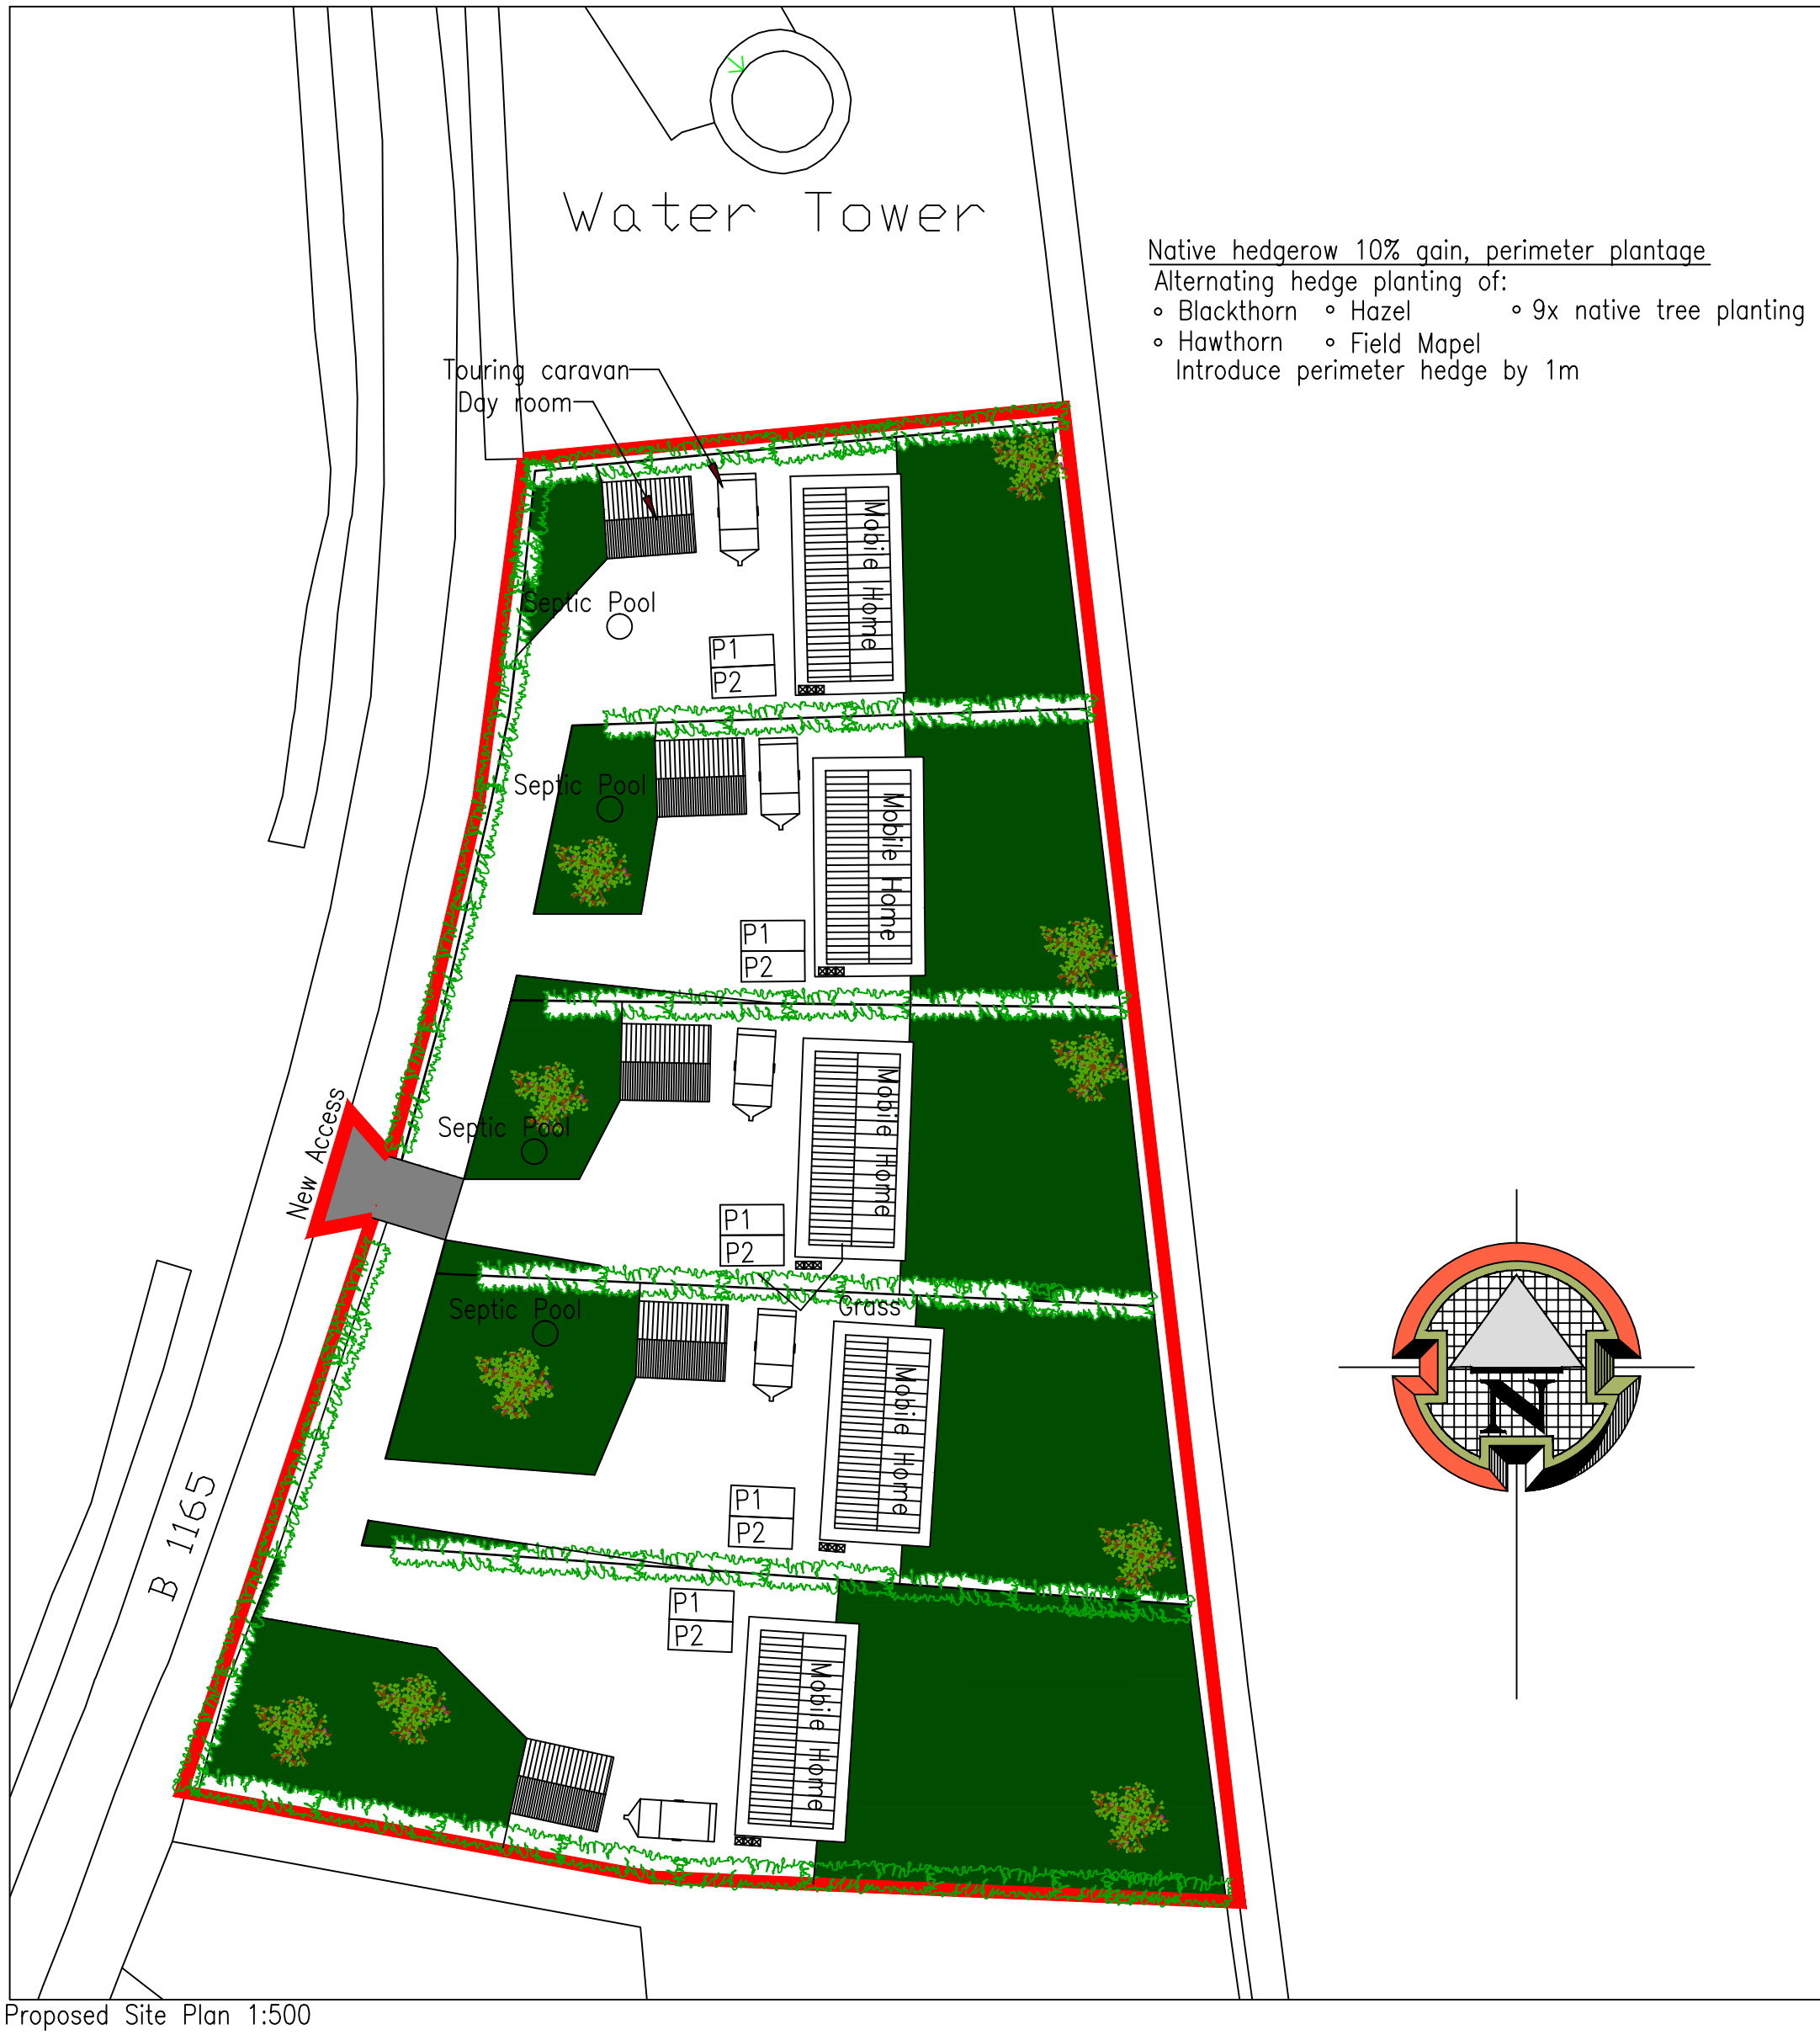 Water Tower
Native hedgerow 10% gain, perimeter plantage
Alternating hedge planting of:
∘ Blackthorn ∘ Hazel ∘ 9x native tree planting
∘ Hawthorn ∘ Field Mapel
Introduce perimeter hedge by 1m
Touring caravan
Day room
Mobile Home
Septic Pool
P1
P2
Septic Pool
Mobile Home
P1
P2
Mobile Home
Septic Pool
New Access
P1
P2
Grass
Septic Pool
Mobile Home
N
P1
P2
B 1165
P1
P2
Mobile Home
Proposed Site Plan 1:500